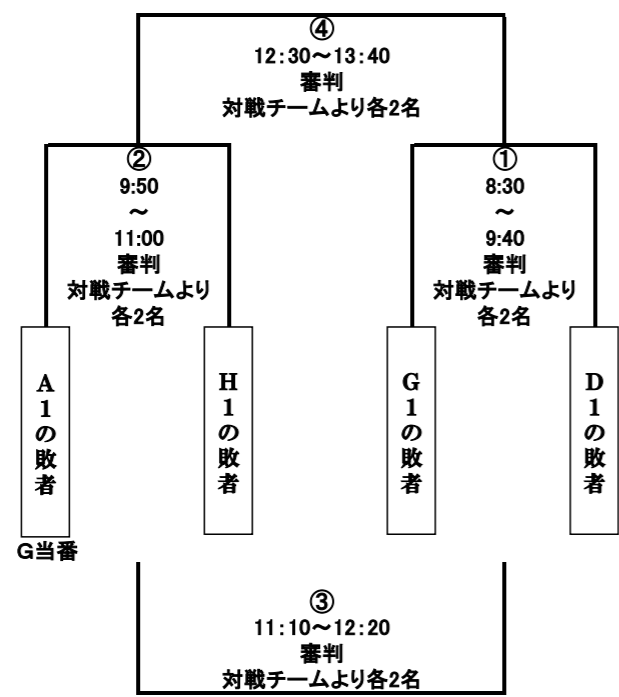 ④
12:30～13:40
審判
対戦チームより各2名
②
9:50
～
11:00
審判
対戦チームより
各2名
①
8:30
～
9:40
審判
対戦チームより
各2名
A1の敗者
H1の敗者
G1の敗者
D1の敗者
G当番
③
11:10～12:20
審判
対戦チームより各2名